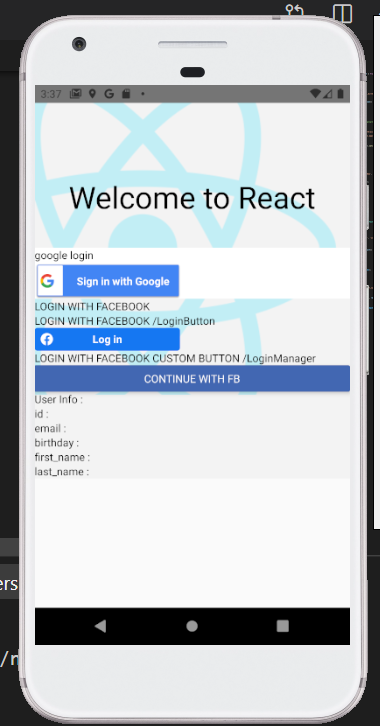 3:37
Welcome to React
google login
Sign in with Google
LOGIN WITH FACEBOOK
LOGIN WITH FACEBOOK /LoginButton
Log in
LOGIN WITH FACEBOOK CUSTOM BUTTON /LoginManager
CONTINUE WITH FB
User Info :
id :
email :
birthday :
first_name :
last_name :
ers